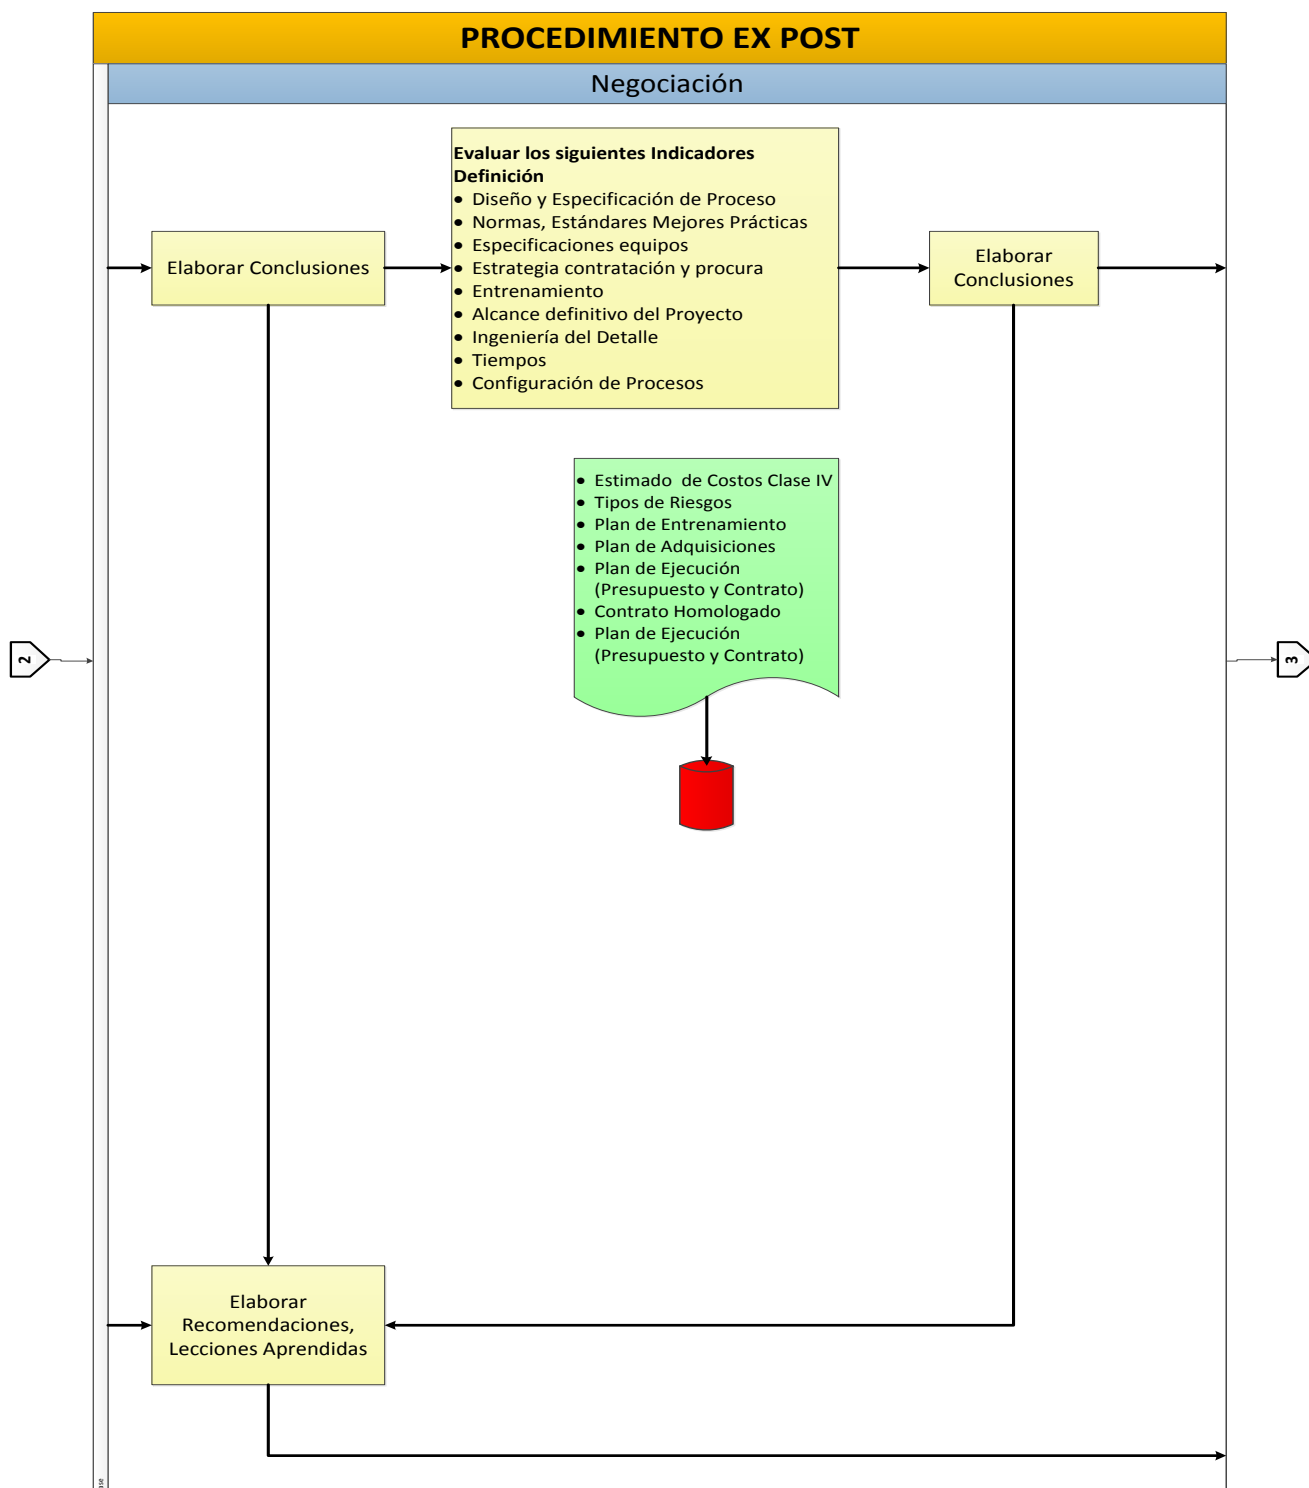 PROCEDIMIENTO EX POST
Negociación
Evaluar los siguientes Indicadores
Definición
• Diseño y Especificación de Proceso
• Normas, Estándares Mejores Prácticas
• Especificaciones equipos
• Estrategia contratación y procura
• Entrenamiento
• Alcance definitivo del Proyecto
• Ingeniería del Detalle
• Tiempos
• Configuración de Procesos
Elaborar Conclusiones
Elaborar
Conclusiones
• Estimado de Costos Clase IV
• Tipos de Riesgos
• Plan de Entrenamiento
• Plan de Adquisiciones
• Plan de Ejecución
(Presupuesto y Contrato)
• Contrato Homologado
• Plan de Ejecución
(Presupuesto y Contrato)
2
3
Elaborar
Recomendaciones,
Lecciones Aprendidas